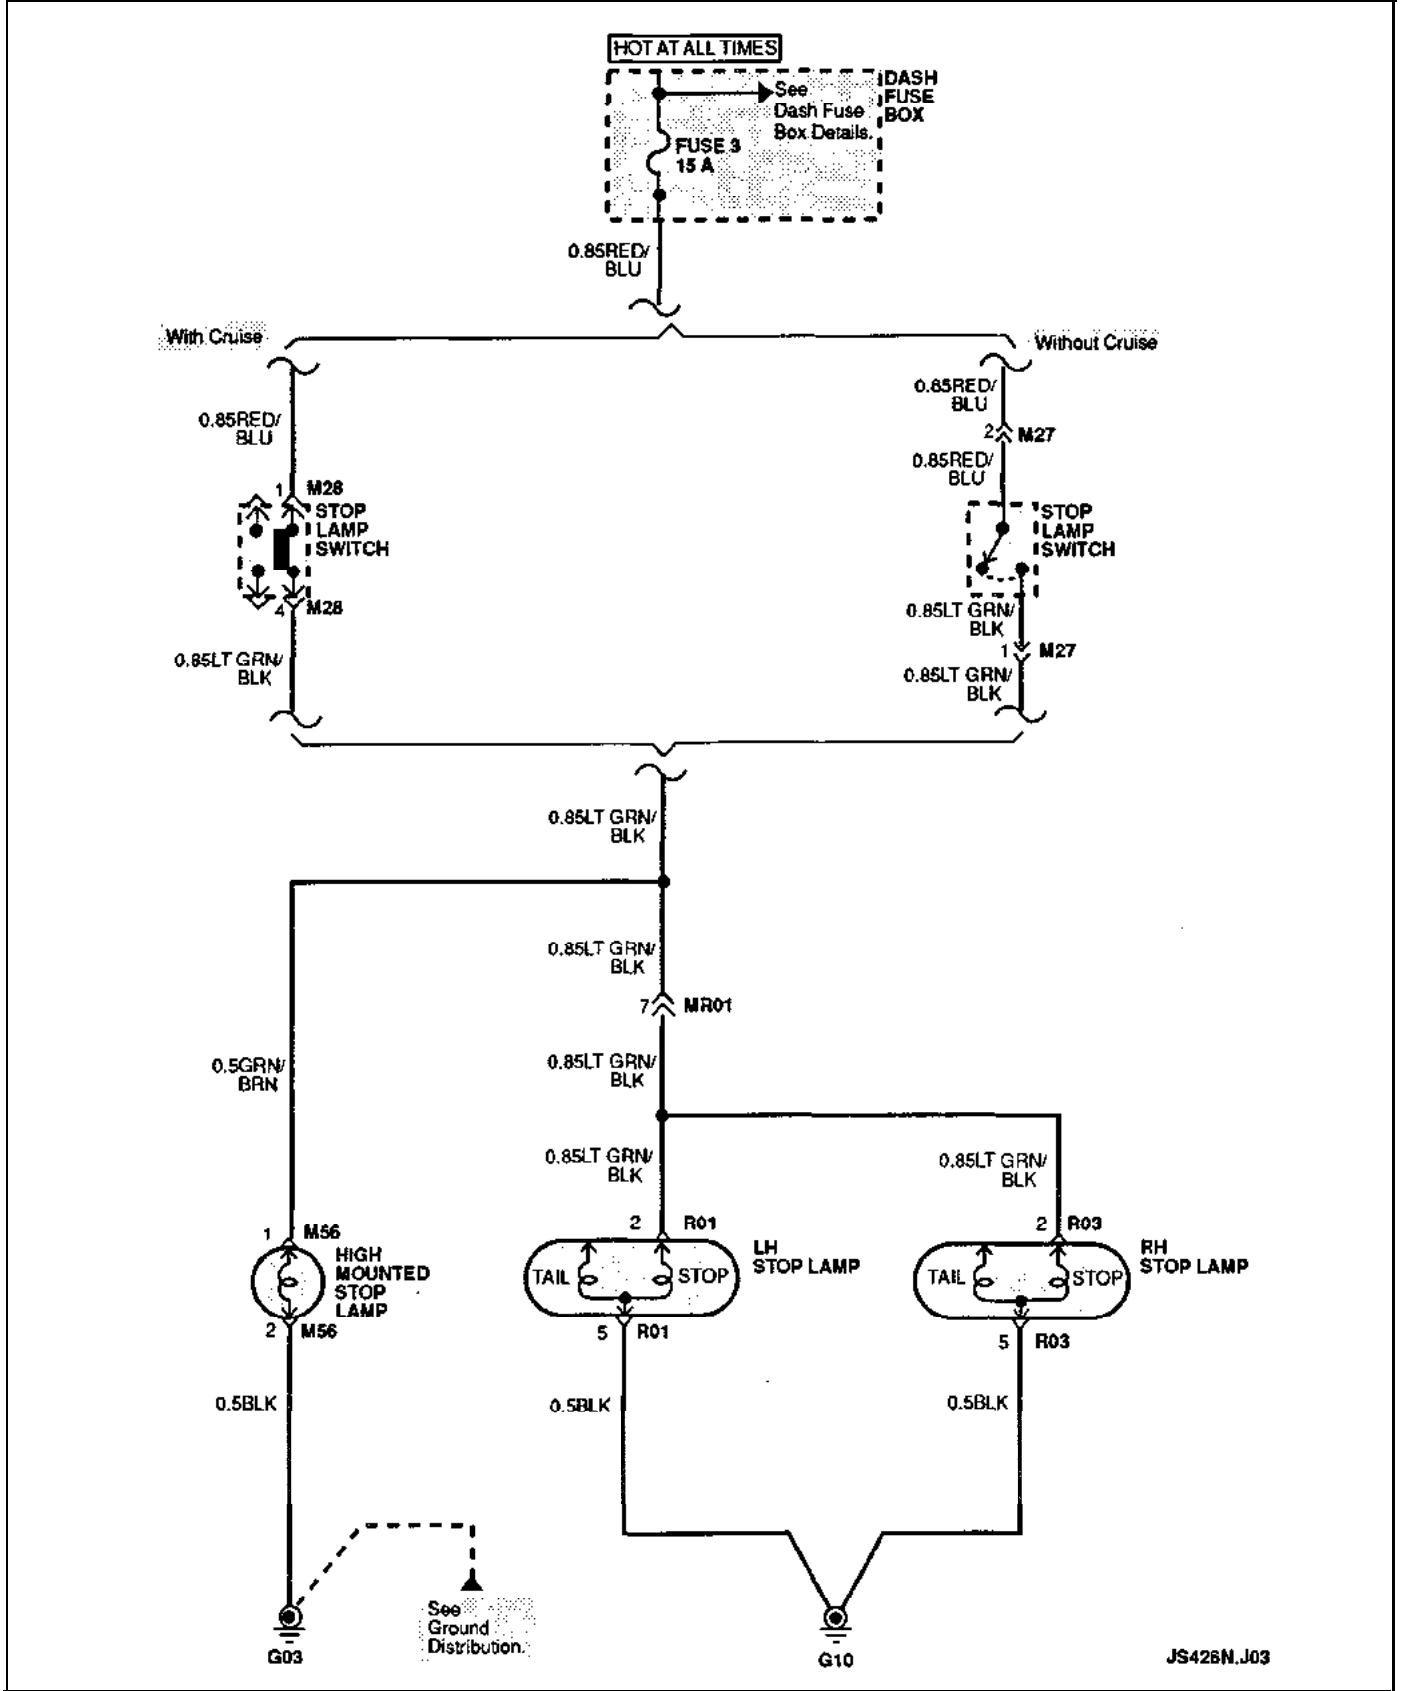 HOT AT ALL TIMES
DASH
FUSE
BOX
See
Dash Fuse
Box Details.
FUSE 3
15 A
0.85RED/
BLU
With Cruise
Without Cruise
0.85RED/
BLU
0.85RED/
BLU
2 M27
0.85RED/
BLU
1 M28
STOP
LAMP
SWITCH
STOP
LAMP
SWITCH
4 M28
0.85LT GRN/
BLK
1 M27
0.85LT GRN/
BLK
0.85LT GRN/
BLK
0.85LT GRN/
BLK
0.85LT GRN/
BLK
7 MR01
0.5GRN/
BRN
0.85LT GRN/
BLK
0.85LT GRN/
BLK
0.85LT GRN/
BLK
1 M56
HIGH
MOUNTED
STOP
LAMP
2 M56
2 R01
LH
STOP LAMP
TAIL STOP
5 R01
2 R03
RH
STOP LAMP
TAIL STOP
5 R03
0.5BLK
0.5BLK
0.5BLK
See
Ground
Distribution.
G03
G10
JS426N.J03